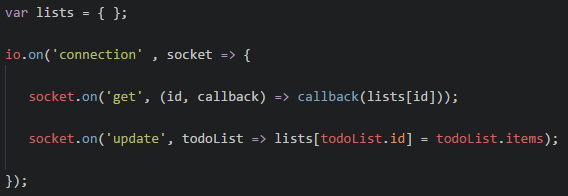 var lists = { };
io.on('connection' , socket => {
socket.on('get', (id, callback) => callback(lists[id]));
socket.on('update', todoList => lists[todoList.id] = todoList.items);
});